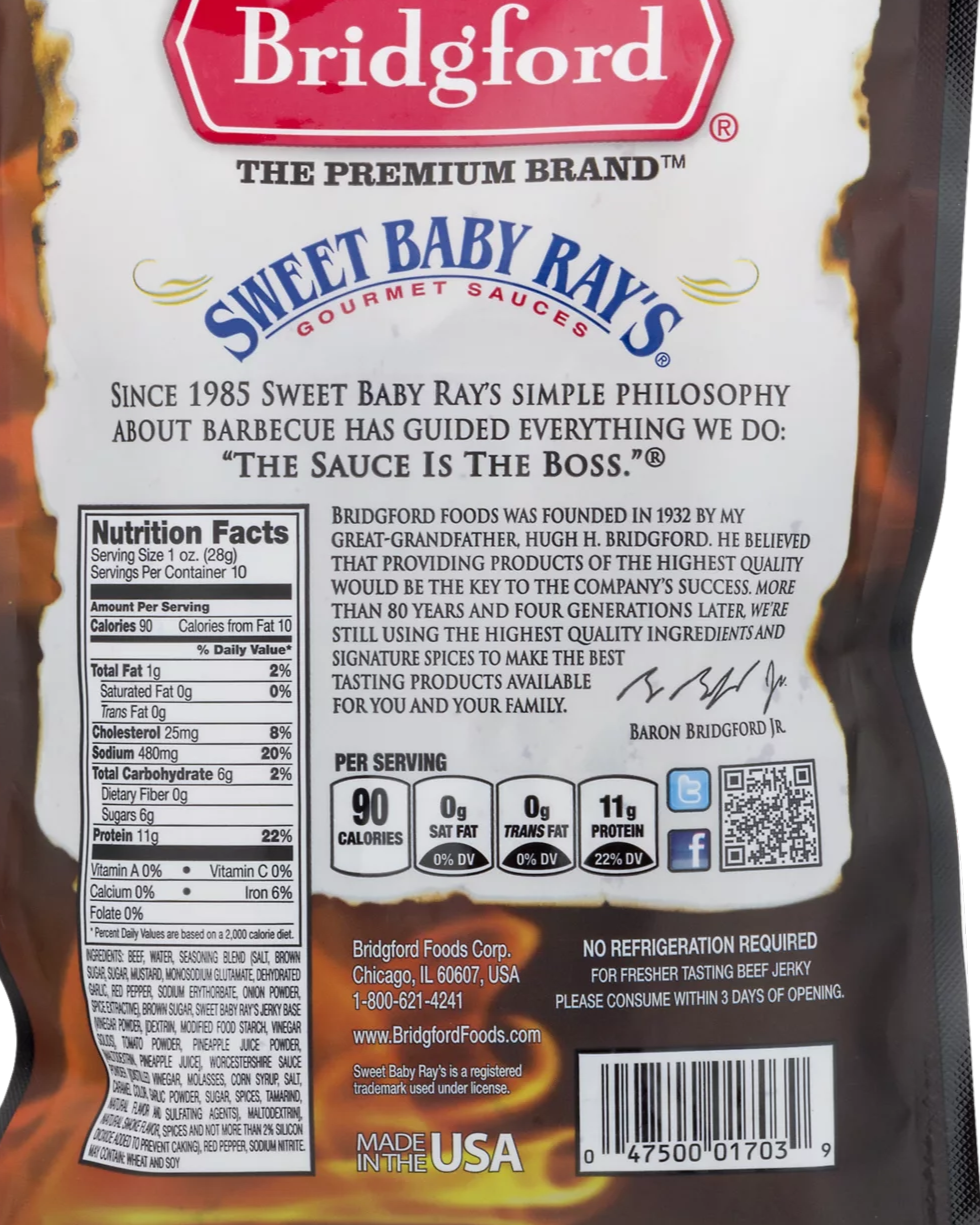 Bridgford
®
THE PREMIUM BRAND™
SWEET BABY RAY'S®
GOURMET SAUCES
SINCE 1985 SWEET BABY RAY'S SIMPLE PHILOSOPHY
ABOUT BARBECUE HAS GUIDED EVERYTHING WE DO:
“THE SAUCE IS THE BOSS.”®
Nutrition Facts
Serving Size 1 oz. (28g)
Servings Per Container 10
Amount Per Serving
Calories 90 Calories from Fat 10
% Daily Value*
Total Fat 1g 2%
Saturated Fat 0g 0%
Trans Fat 0g
Cholesterol 25mg 8%
Sodium 480mg 20%
Total Carbohydrate 6g 2%
Dietary Fiber 0g
Sugars 6g
Protein 11g 22%
Vitamin A 0% • Vitamin C 0%
Calcium 0% • Iron 6%
Folate 0%
*Percent Daily Values are based on a 2,000 calorie diet.
INGREDIENTS: BEEF, WATER, SEASONING BLEND (SALT, BROWN
SUGAR, SUGAR, MUSTARD, MONOSODIUM GLUTAMATE, DEHYDRATED
GARLIC, RED PEPPER, SODIUM ERYTHORBATE, ONION POWDER,
SPICE EXTRACTIVE), BROWN SUGAR, SWEET BABY RAY'S JERKY BASE
(VINEGAR POWDER, [DEXTRIN, MODIFIED FOOD STARCH, VINEGAR
SOLIDS], TOMATO POWDER, PINEAPPLE JUICE POWDER,
[MALTODEXTRIN, PINEAPPLE JUICE], WORCESTERSHIRE SAUCE
POWDER [(DISTILLED VINEGAR, MOLASSES, CORN SYRUP, SALT,
CARAMEL COLOR, GARLIC POWDER, SUGAR, SPICES, TAMARIND,
NATURAL FLAVOR SULFATING AGENTS), MALTODEXTRIN],
NATURAL SMOKE FLAVOR, SPICES AND NOT MORE THAN 2% SILICON
DIOXIDE ADDED TO PREVENT CAKING), RED PEPPER, SODIUM NITRITE.
MAY CONTAIN: WHEAT AND SOY
BRIDGFORD FOODS WAS FOUNDED IN 1932 BY MY
GREAT-GRANDFATHER, HUGH H. BRIDGFORD. HE BELIEVED
THAT PROVIDING PRODUCTS OF THE HIGHEST QUALITY
WOULD BE THE KEY TO THE COMPANY'S SUCCESS. MORE
THAN 80 YEARS AND FOUR GENERATIONS LATER, WE'RE
STILL USING THE HIGHEST QUALITY INGREDIENTS AND
SIGNATURE SPICES TO MAKE THE BEST
TASTING PRODUCTS AVAILABLE
FOR YOU AND YOUR FAMILY.
BARON BRIDGFORD JR.
PER SERVING
90 CALORIES
0g SAT FAT 0% DV
0g TRANS FAT 0% DV
11g PROTEIN 22% DV
t
f
Bridgford Foods Corp.
Chicago, IL 60607, USA
1-800-621-4241
www.BridgfordFoods.com
Sweet Baby Ray's is a registered
trademark used under license.
MADE IN THE USA
NO REFRIGERATION REQUIRED
FOR FRESHER TASTING BEEF JERKY
PLEASE CONSUME WITHIN 3 DAYS OF OPENING.
0 47500 01703 9